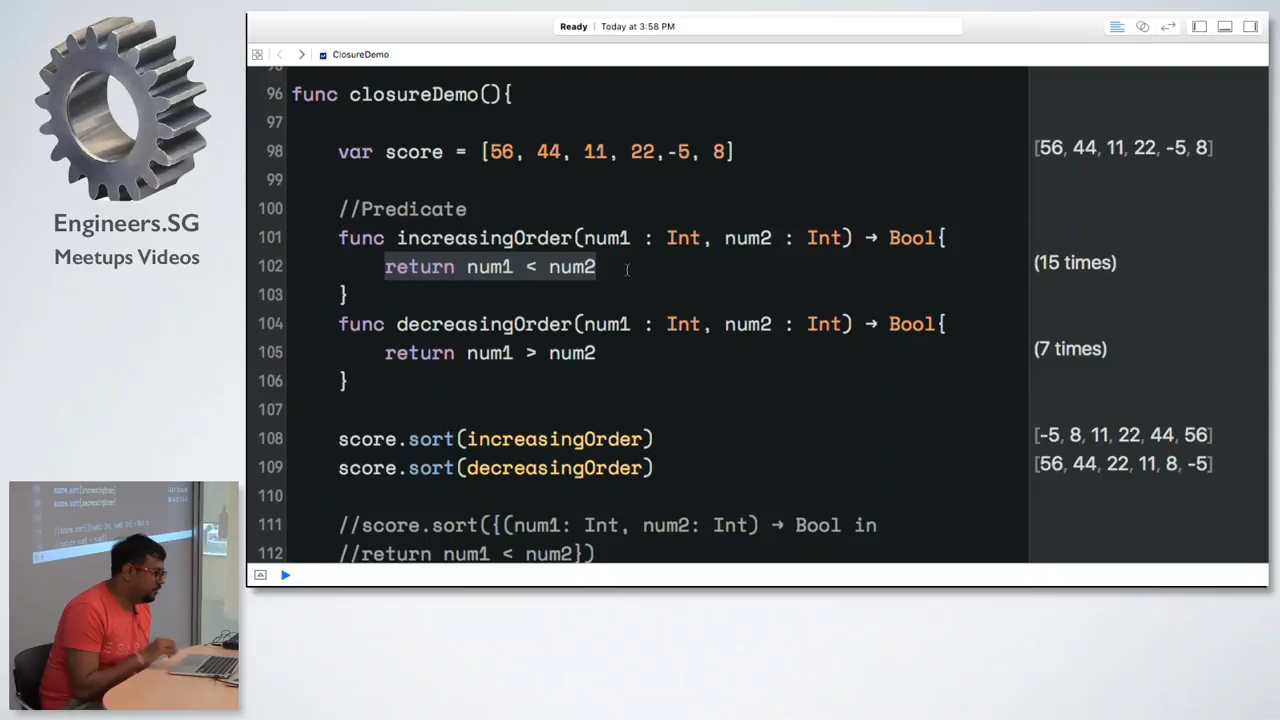 Engineers.SG
Meetups Videos
Ready | Today at 3:58 PM
ClosureDemo
96 func closureDemo(){
97
98 var score = [56, 44, 11, 22,-5, 8]
[56, 44, 11, 22, -5, 8]
99
100 //Predicate
101 func increasingOrder(num1 : Int, num2 : Int) → Bool{
102 return num1 < num2
(15 times)
103 }
104 func decreasingOrder(num1 : Int, num2 : Int) → Bool{
105 return num1 > num2
(7 times)
106 }
107
108 score.sort(increasingOrder)
[-5, 8, 11, 22, 44, 56]
109 score.sort(decreasingOrder)
[56, 44, 22, 11, 8, -5]
110
111 //score.sort({(num1: Int, num2: Int) → Bool in
112 //return num1 < num2})